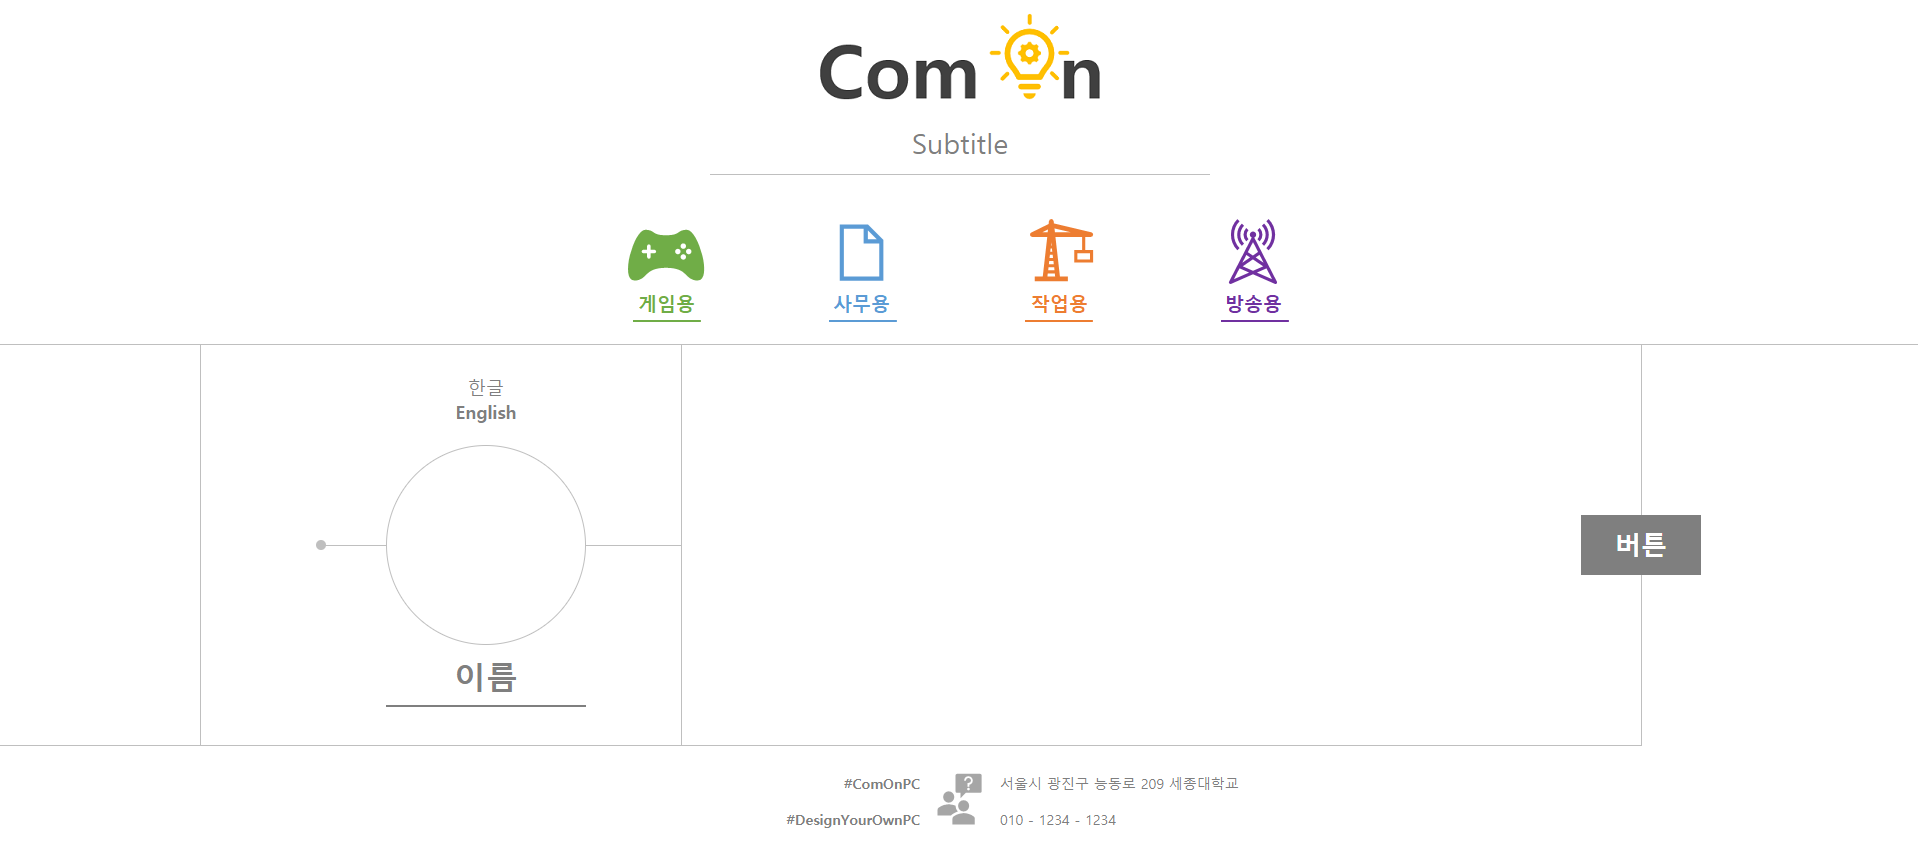 Com n
Subtitle
게임용
사무용
작업용
방송용
한글
English
이름
버튼
#ComOnPC
?
서울시 광진구 능동로 209 세종대학교
#DesignYourOwnPC
010 - 1234 - 1234